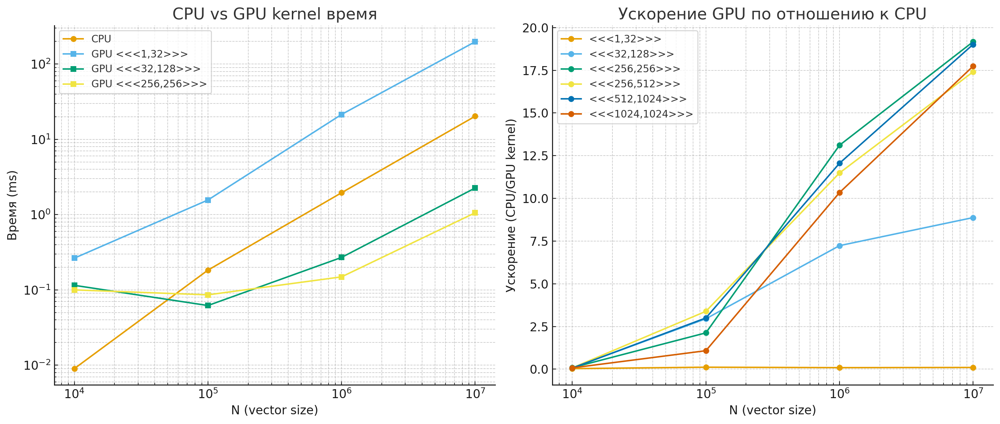 CPU vs GPU kernel время
CPU
GPU <<<1,32>>>
GPU <<<32,128>>>
GPU <<<256,256>>>
Время (ms)
10²
10¹
10⁰
10⁻¹
10⁻²
10⁴ 10⁵ 10⁶ 10⁷
N (vector size)
Ускорение GPU по отношению к CPU
<<<1,32>>>
<<<32,128>>>
<<<256,256>>>
<<<256,512>>>
<<<512,1024>>>
<<<1024,1024>>>
Ускорение (CPU/GPU kernel)
20.0
17.5
15.0
12.5
10.0
7.5
5.0
2.5
0.0
10⁴ 10⁵ 10⁶ 10⁷
N (vector size)